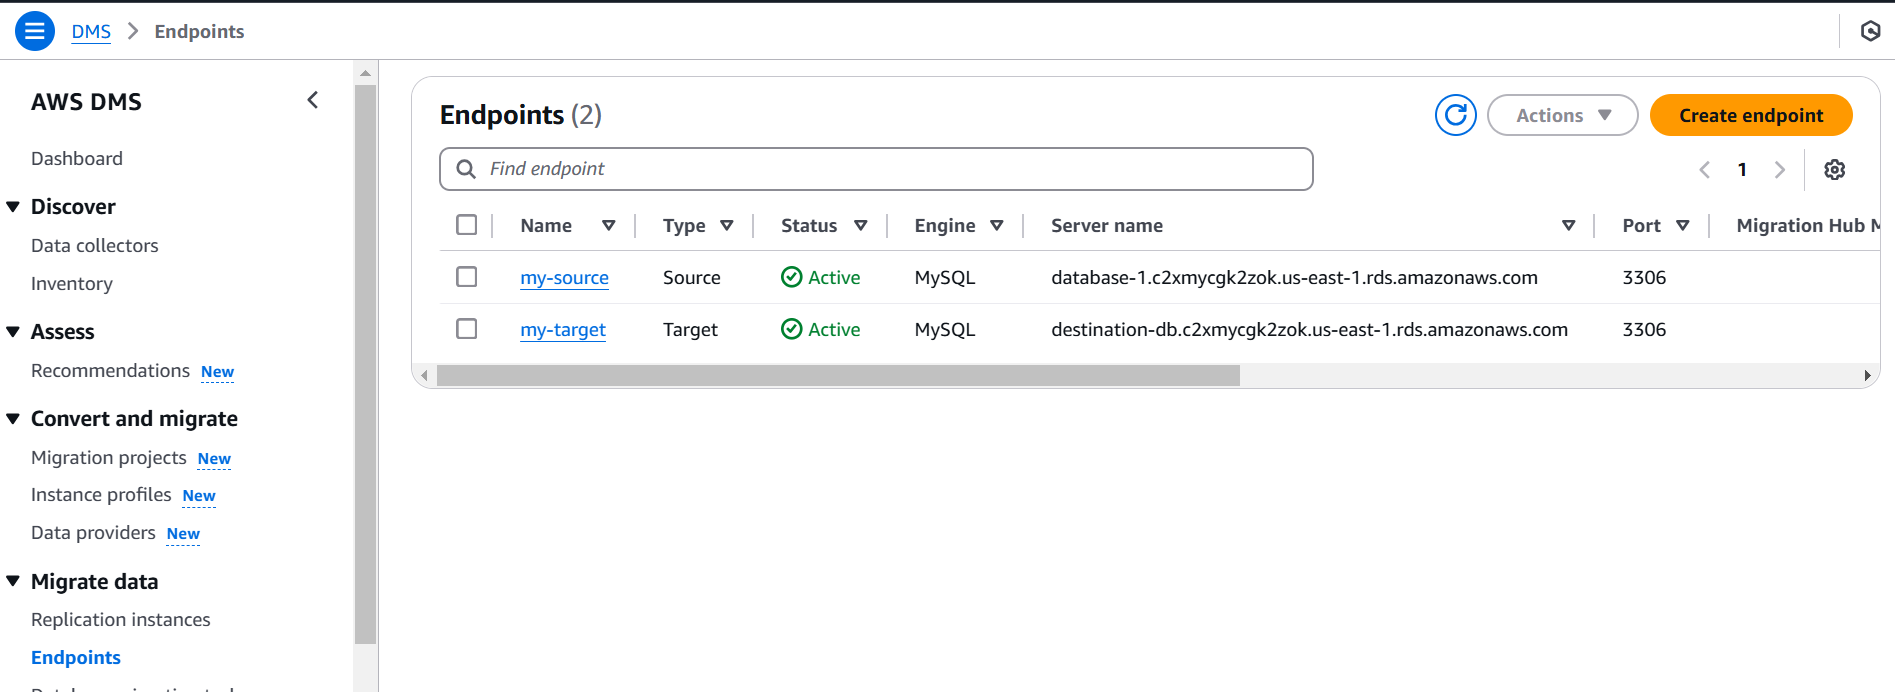 DMS > Endpoints
AWS DMS
Dashboard
Discover
Data collectors
Inventory
Assess
Recommendations New
Convert and migrate
Migration projects New
Instance profiles New
Data providers New
Migrate data
Replication instances
Endpoints
Endpoints (2)
Actions
Create endpoint
Find endpoint
1
Name Type Status Engine Server name Port Migration Hub
my-source Source Active MySQL database-1.c2xmycgk2zok.us-east-1.rds.amazonaws.com 3306
my-target Target Active MySQL destination-db.c2xmycgk2zok.us-east-1.rds.amazonaws.com 3306